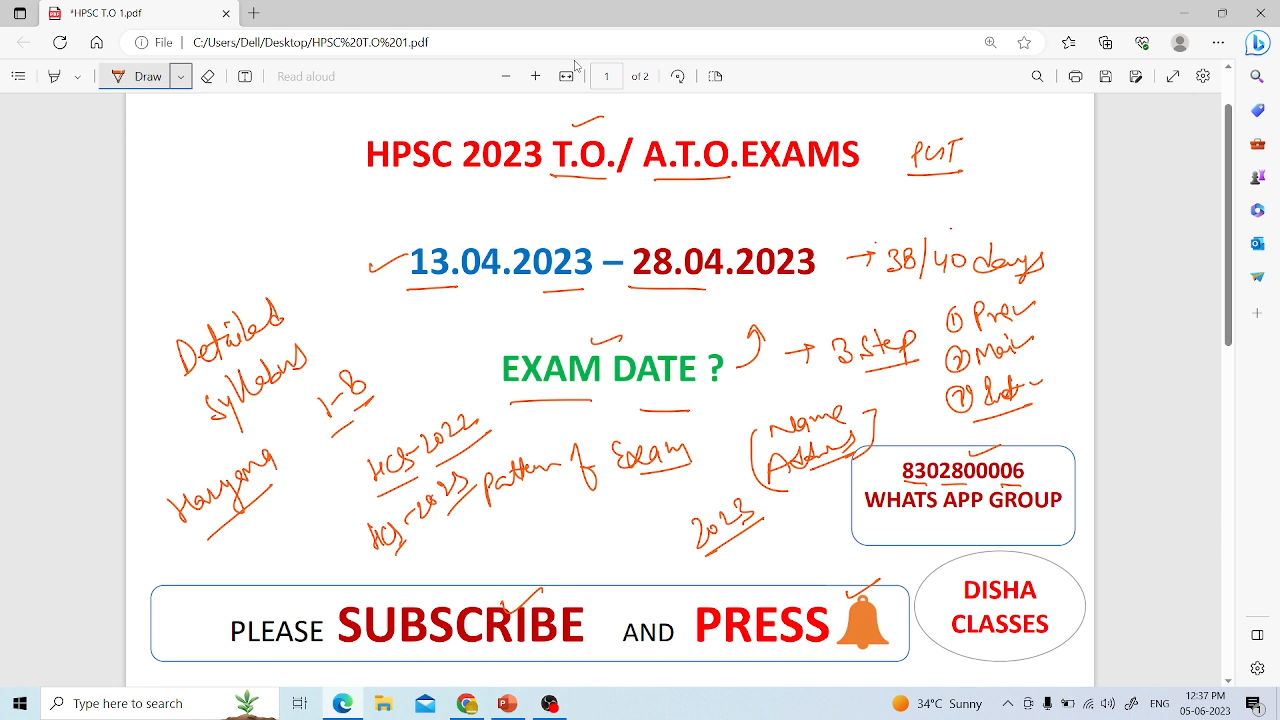 *HPSC T.O 1.pdf
File C:/Users/Dell/Desktop/HPSC%20T.O%201.pdf
Draw Read aloud 1 of 2
HPSC 2023 T.O./ A.T.O.EXAMS
13.04.2023 – 28.04.2023 → 38/40 days
Detailed
Syllabus
1-8
Haryana
EXAM DATE ? → 3 Step
① Pre
② Main
HCS-2022
HCS-2023
pattern of Exam
(Name
Address)
2023
8302800006
WHATS APP GROUP
DISHA
CLASSES
PLEASE SUBSCRIBE AND PRESS
Type here to search
34°C Sunny
ENG
12:37 PM
05-06-2023